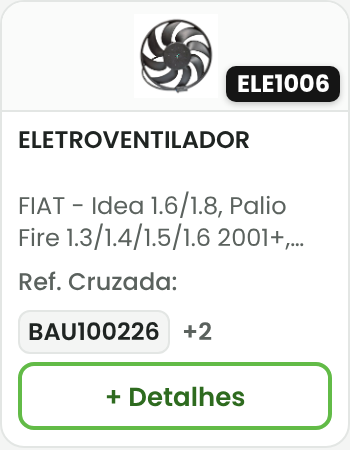 ELE1006
ELETROVENTILADOR
FIAT - Idea 1.6/1.8, Palio
Fire 1.3/1.4/1.5/1.6 2001+,...
Ref. Cruzada:
BAU100226 +2
+ Detalhes